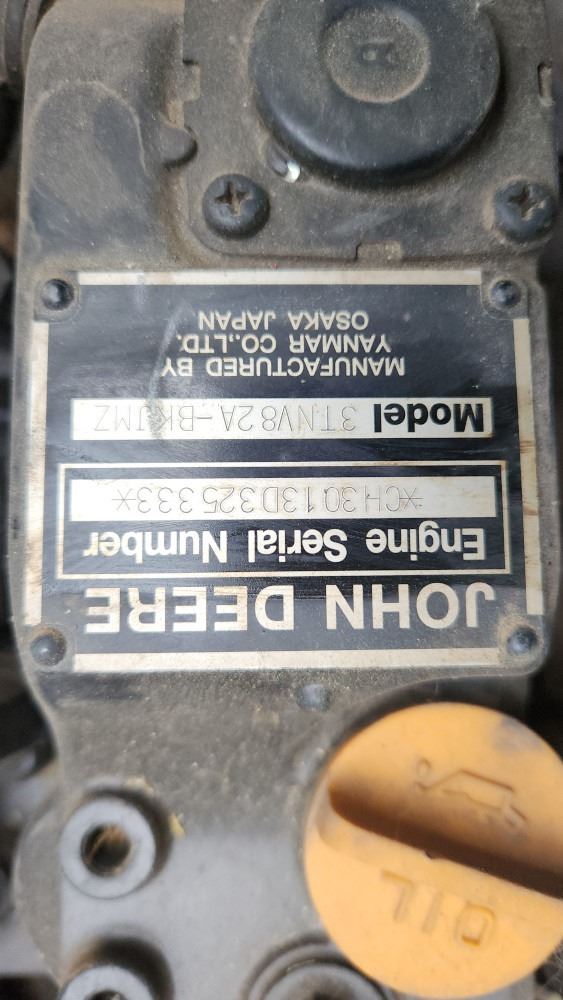 JOHN DEERE
Engine Serial Number
*CH3013D325333*
Model 3TNV82A-BKJMZ
MANUFACTURED BY
YANMAR CO.,LTD.
OSAKA JAPAN
OIL